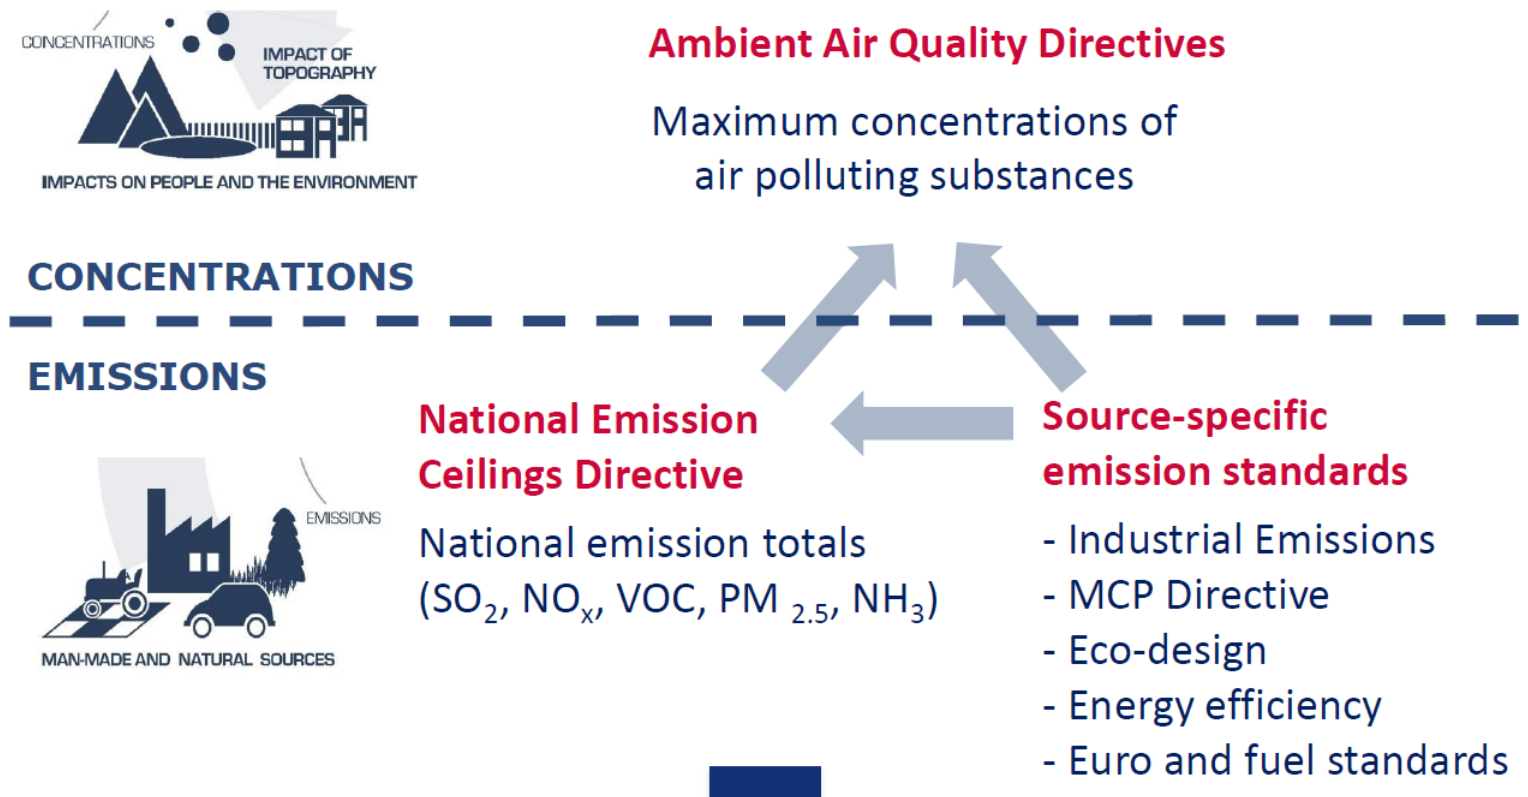 CONCENTRATIONS
IMPACT OF
TOPOGRAPHY
IMPACTS ON PEOPLE AND THE ENVIRONMENT
Ambient Air Quality Directives
Maximum concentrations of
air polluting substances
CONCENTRATIONS
EMISSIONS
National Emission
Ceilings Directive
National emission totals
(SO₂, NOₓ, VOC, PM ₂.₅, NH₃)
Source-specific
emission standards
- Industrial Emissions
- MCP Directive
- Eco-design
- Energy efficiency
- Euro and fuel standards
EMISSIONS
MAN-MADE AND NATURAL SOURCES